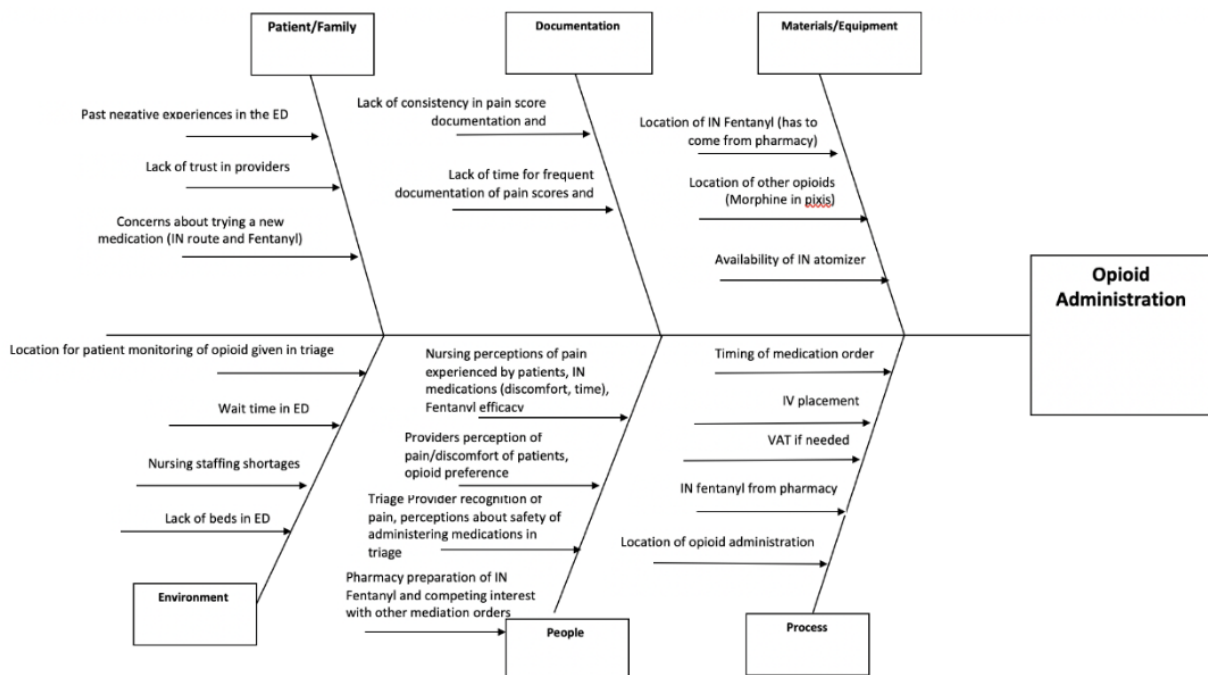 Patient/Family
Documentation
Materials/Equipment
Past negative experiences in the ED
Lack of trust in providers
Concerns about trying a new
medication (IN route and Fentanyl)
Lack of consistency in pain score
documentation and
Lack of time for frequent
documentation of pain scores and
Location of IN Fentanyl (has to
come from pharmacy)
Location of other opioids
(Morphine in pixis)
Availability of IN atomizer
Opioid
Administration
Location for patient monitoring of opioid given in triage
Wait time in ED
Nursing staffing shortages
Lack of beds in ED
Environment
Nursing perceptions of pain
experienced by patients, IN
medications (discomfort, time),
Fentanyl efficacy
Providers perception of
pain/discomfort of patients,
opioid preference
Triage Provider recognition of
pain, perceptions about safety of
administering medications in
triage
Pharmacy preparation of IN
Fentanyl and competing interest
with other mediation orders
People
Timing of medication order
IV placement
VAT if needed
IN fentanyl from pharmacy
Location of opioid administration
Process